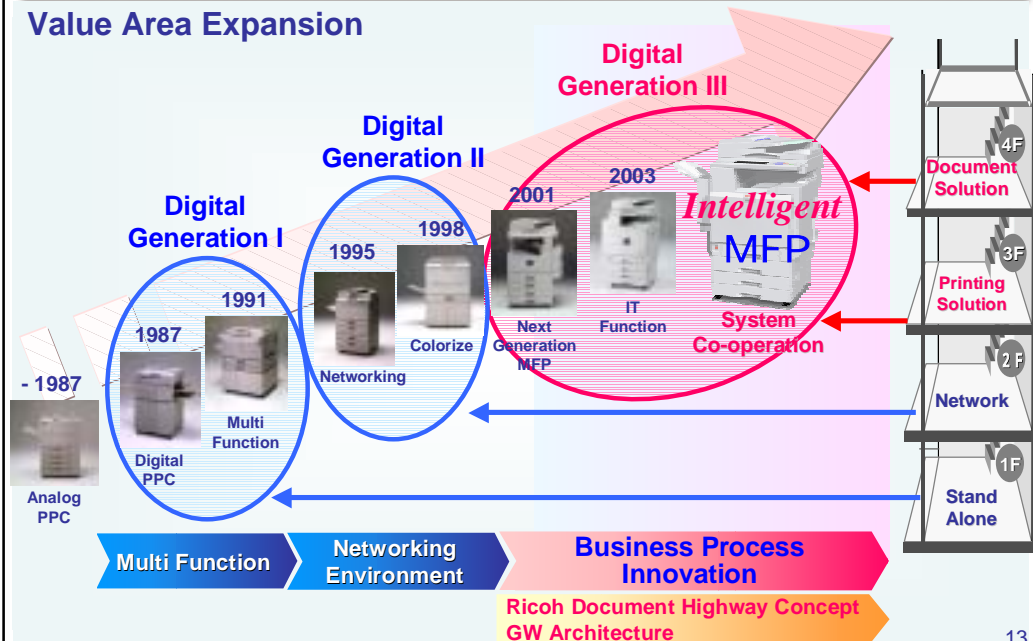 Value Area Expansion
Digital
Generation III
Digital
Generation II
Digital
Generation I
- 1987
Analog
PPC
1987
Digital
PPC
1991
Multi
Function
1995
Networking
1998
Colorize
2001
Next
Generation
MFP
2003
IT
Function
Intelligent
MFP
System
Co-operation
4F
Document
Solution
3F
Printing
Solution
2 F
Network
1F
Stand
Alone
Multi Function
Networking
Environment
Business Process
Innovation
Ricoh Document Highway Concept
GW Architecture
13